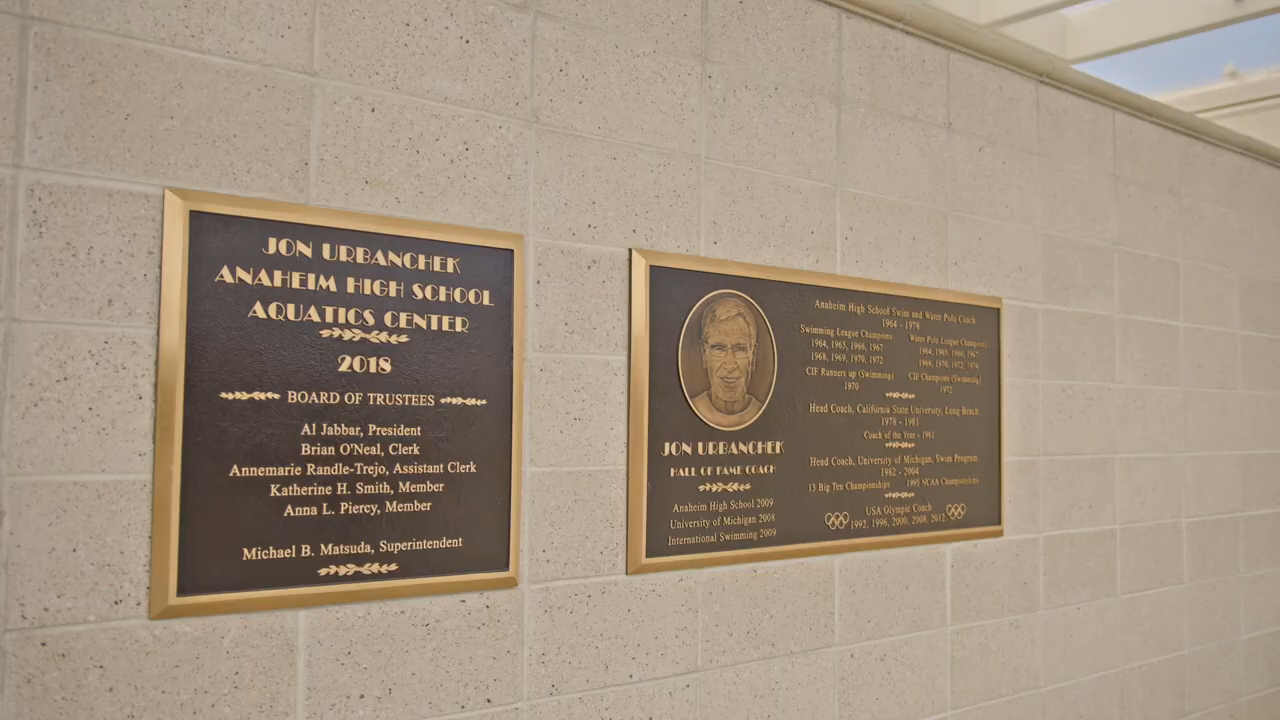 JON URBANCHEK
ANAHEIM HIGH SCHOOL
AQUATICS CENTER
2018
BOARD OF TRUSTEES
Al Jabbar, President
Brian O'Neal, Clerk
Annemarie Randle-Trejo, Assistant Clerk
Katherine H. Smith, Member
Anna L. Piercy, Member
Michael B. Matsuda, Superintendent
JON URBANCHEK
HALL OF FAME COACH
Anaheim High School 2009
University of Michigan 2008
International Swimming 2009
Anaheim High School Swim and Water Polo Coach
1964 - 1978
Swimming League Champions
1964, 1965, 1966, 1967
1968, 1969, 1970, 1972
CIF Runners up (Swimming)
1970
Water Polo League Champions
1964, 1965, 1966, 1967
1969, 1970, 1972, 1974
CIF Champions (Swimming)
1972
Head Coach, California State University, Long Beach
1978 - 1981
Coach of the Year - 1981
Head Coach, University of Michigan, Swim Program
1982 - 2004
13 Big Ten Championships 1995 NCAA Championships
USA Olympic Coach
1992, 1996, 2000, 2008, 2012